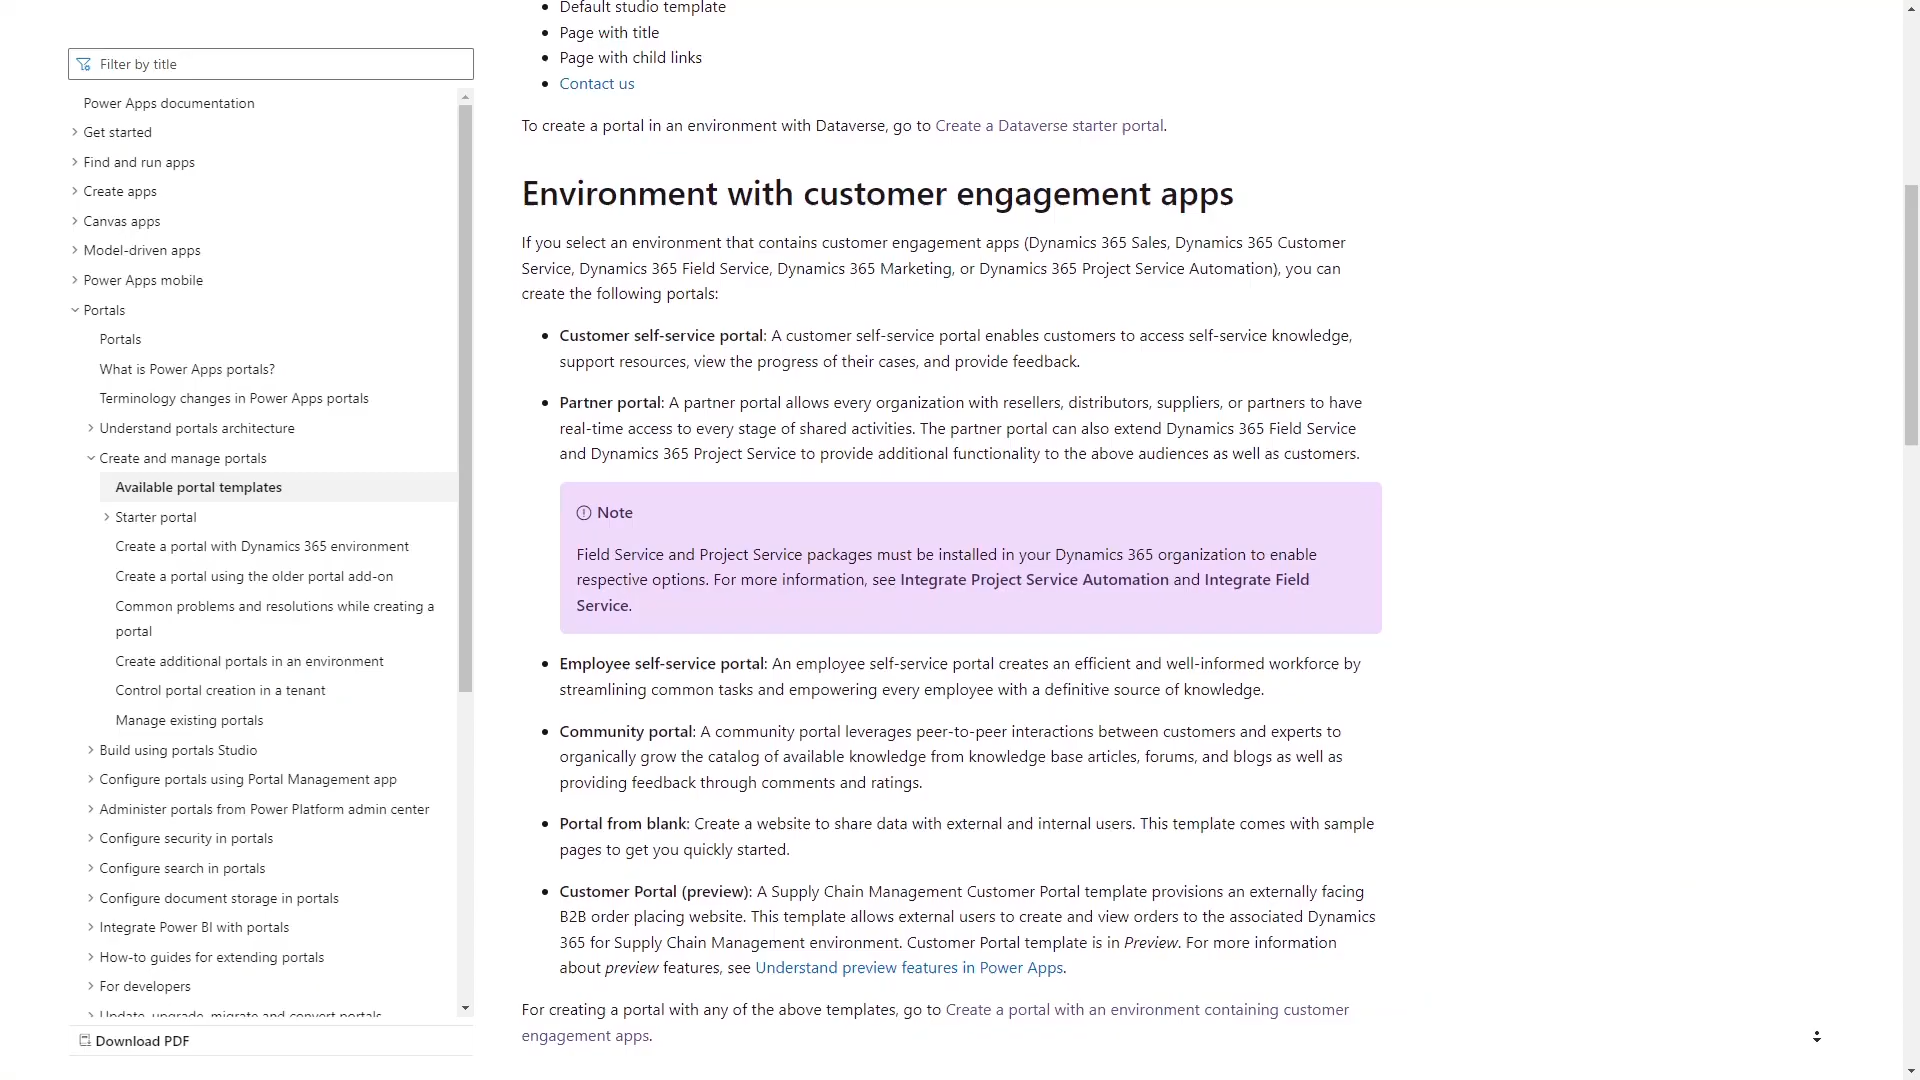 Filter by title
Power Apps documentation
Get started
Find and run apps
Create apps
Canvas apps
Model-driven apps
Power Apps mobile
Portals
Portals
What is Power Apps portals?
Terminology changes in Power Apps portals
Understand portals architecture
Create and manage portals
Available portal templates
Starter portal
Create a portal with Dynamics 365 environment
Create a portal using the older portal add-on
Common problems and resolutions while creating a
portal
Create additional portals in an environment
Control portal creation in a tenant
Manage existing portals
Build using portals Studio
Configure portals using Portal Management app
Administer portals from Power Platform admin center
Configure security in portals
Configure search in portals
Configure document storage in portals
Integrate Power BI with portals
How-to guides for extending portals
For developers
Update, upgrade, migrate and convert portals
Download PDF
Default studio template
Page with title
Page with child links
Contact us
To create a portal in an environment with Dataverse, go to Create a Dataverse starter portal.
Environment with customer engagement apps
If you select an environment that contains customer engagement apps (Dynamics 365 Sales, Dynamics 365 Customer
Service, Dynamics 365 Field Service, Dynamics 365 Marketing, or Dynamics 365 Project Service Automation), you can
create the following portals:
Customer self-service portal: A customer self-service portal enables customers to access self-service knowledge,
support resources, view the progress of their cases, and provide feedback.
Partner portal: A partner portal allows every organization with resellers, distributors, suppliers, or partners to have
real-time access to every stage of shared activities. The partner portal can also extend Dynamics 365 Field Service
and Dynamics 365 Project Service to provide additional functionality to the above audiences as well as customers.
Note
Field Service and Project Service packages must be installed in your Dynamics 365 organization to enable
respective options. For more information, see Integrate Project Service Automation and Integrate Field
Service.
Employee self-service portal: An employee self-service portal creates an efficient and well-informed workforce by
streamlining common tasks and empowering every employee with a definitive source of knowledge.
Community portal: A community portal leverages peer-to-peer interactions between customers and experts to
organically grow the catalog of available knowledge from knowledge base articles, forums, and blogs as well as
providing feedback through comments and ratings.
Portal from blank: Create a website to share data with external and internal users. This template comes with sample
pages to get you quickly started.
Customer Portal (preview): A Supply Chain Management Customer Portal template provisions an externally facing
B2B order placing website. This template allows external users to create and view orders to the associated Dynamics
365 for Supply Chain Management environment. Customer Portal template is in Preview. For more information
about preview features, see Understand preview features in Power Apps.
For creating a portal with any of the above templates, go to Create a portal with an environment containing customer
engagement apps.